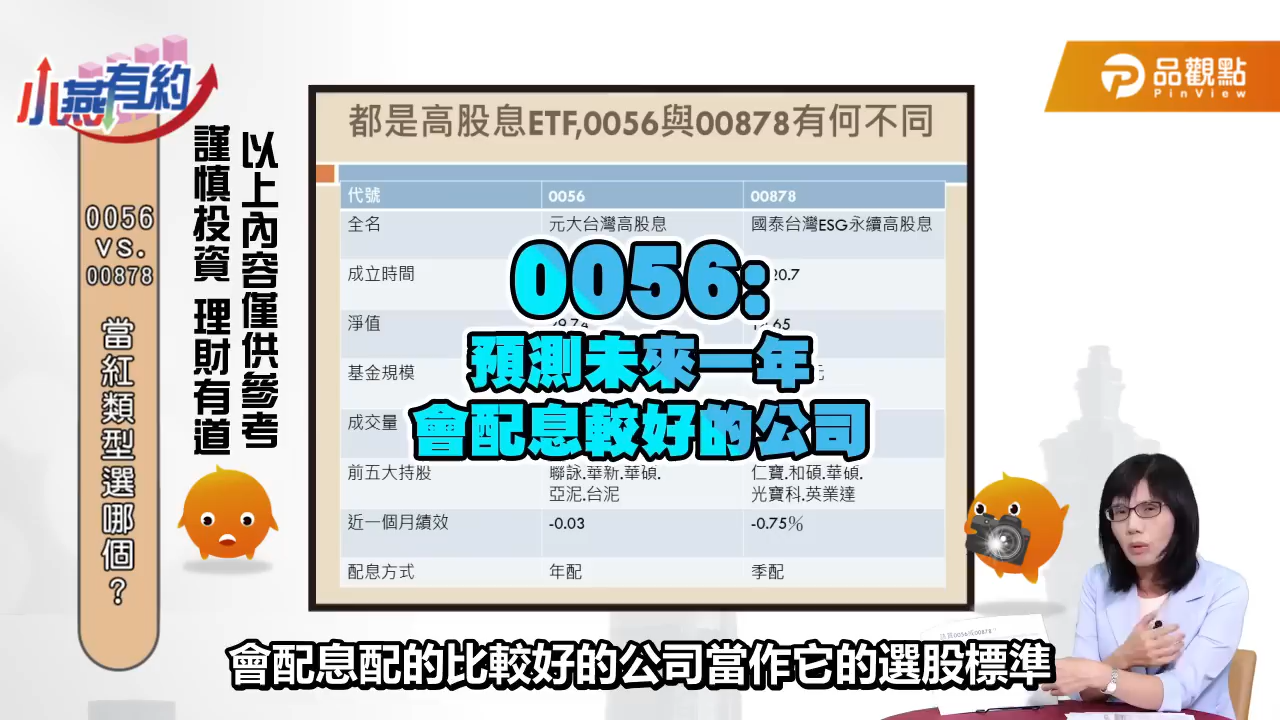 小燕有約
品觀點
PinView
0056
vs.
00878
當紅類型選哪個？
以上內容僅供參考
謹慎投資 理財有道
都是高股息ETF,0056與00878有何不同
代號 0056 00878
全名 元大台灣高股息 國泰台灣ESG永續高股息
成立時間 20.7
淨值 65
基金規模 元
成交量
前五大持股 聯詠.華新.華碩. 仁寶.和碩.華碩.
亞泥.台泥 光寶科.英業達
近一個月績效 -0.03 -0.75%
配息方式 年配 季配
0056:
預測未來一年
會配息較好的公司
會配息配的比較好的公司當作它的選股標準